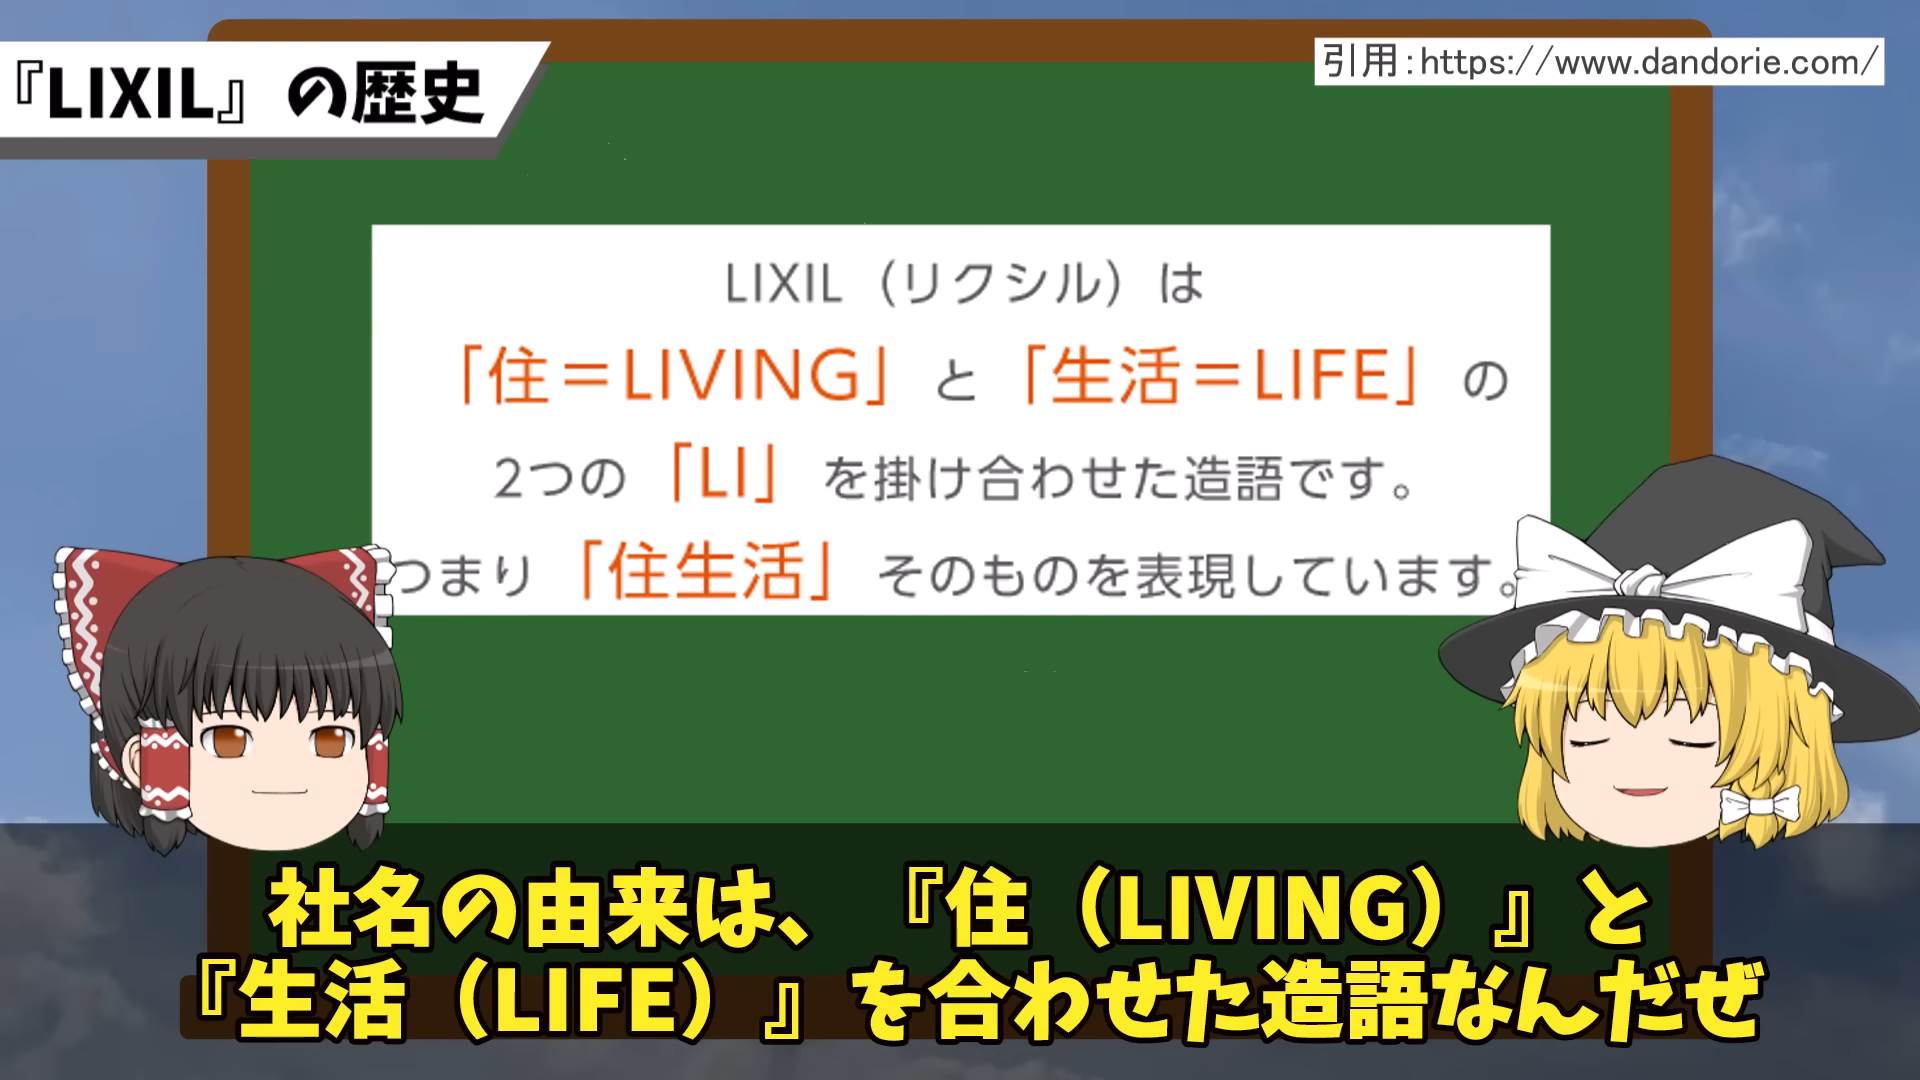 『LIXIL』の歴史
引用：https://www.dandorie.com/
LIXIL（リクシル）は
「住＝LIVING」と「生活＝LIFE」の
2つの「LI」を掛け合わせた造語です。
つまり「住生活」そのものを表現しています。
社名の由来は、『住（LIVING）』と
『生活（LIFE）』を合わせた造語なんだぜ